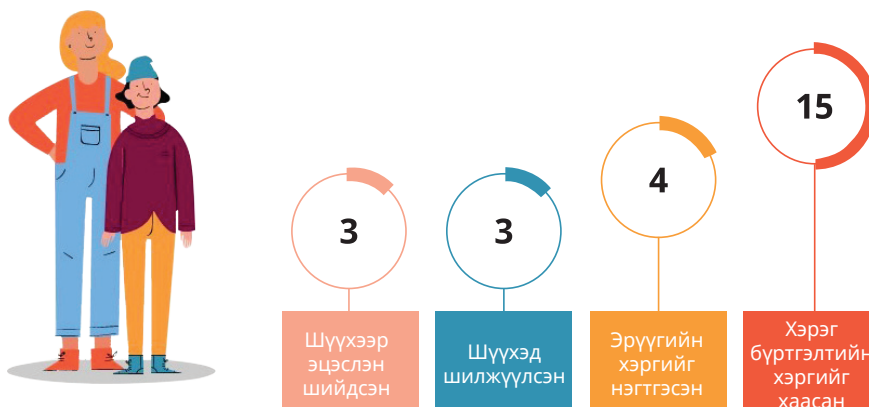 3
Шүүхээр
эцэслэн
шийдсэн
3
Шүүхэд
шилжүүлсэн
4
Эрүүгийн
хэргийг
нэгтгэсэн
15
Хэрэг
бүртгэлтийн
хэргийг
хаасан